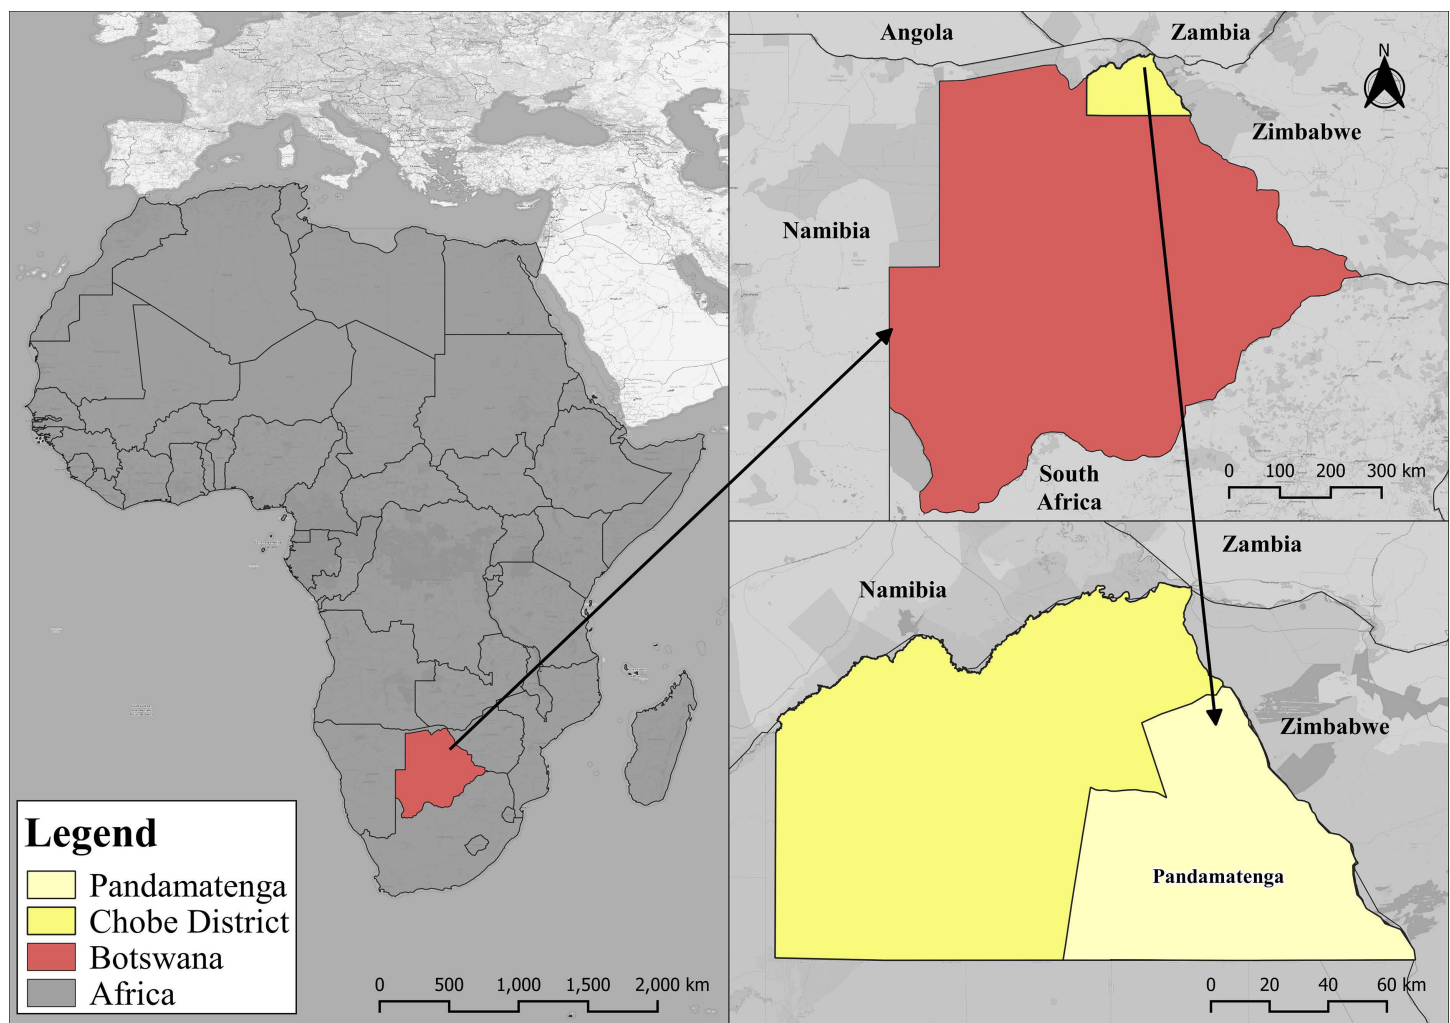 Legend
Pandamatenga
Chobe District
Botswana
Africa
0 500 1,000 1,500 2,000 km
Angola
Zambia
N
Zimbabwe
Namibia
South
Africa
0 100 200 300 km
Zambia
Namibia
Zimbabwe
Pandamatenga
0 20 40 60 km